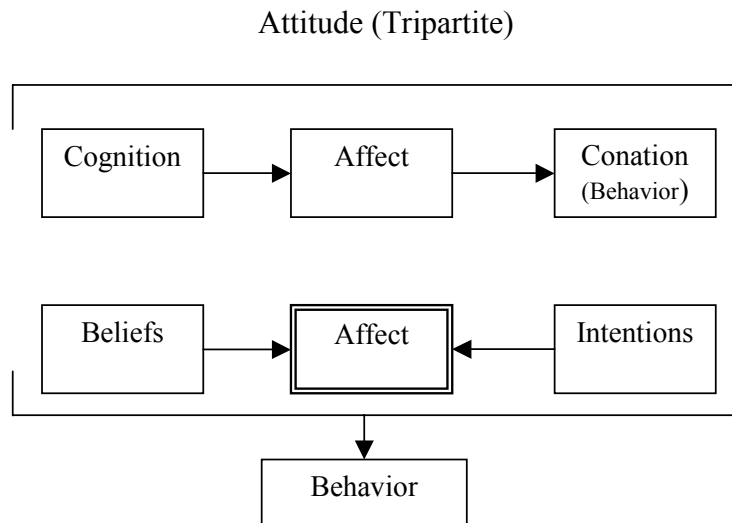 Attitude (Tripartite)
Cognition
Affect
Conation
(Behavior)
Beliefs
Affect
Intentions
Behavior